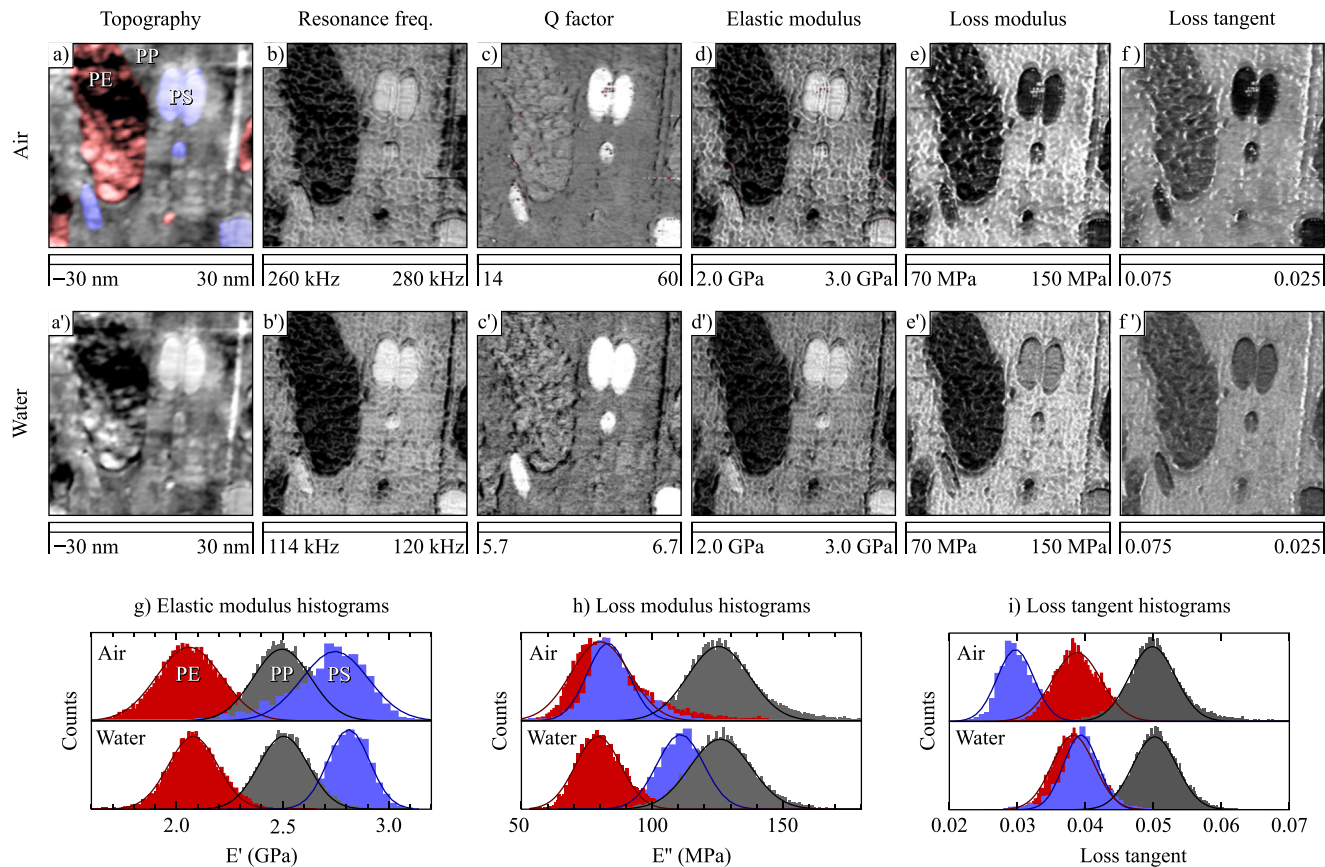 Topography Resonance freq. Q factor Elastic modulus Loss modulus Loss tangent
Air
a) PP PE PS b) c) d) e) f)
−30 nm 30 nm 260 kHz 280 kHz 14 60 2.0 GPa 3.0 GPa 70 MPa 150 MPa 0.075 0.025
Water
a') b') c') d') e') f')
−30 nm 30 nm 114 kHz 120 kHz 5.7 6.7 2.0 GPa 3.0 GPa 70 MPa 150 MPa 0.075 0.025
g) Elastic modulus histograms h) Loss modulus histograms i) Loss tangent histograms
Counts Air PE PP PS Counts Air Counts Air
Water Water Water
2.0 2.5 3.0 50 100 150 0.02 0.03 0.04 0.05 0.06 0.07
E' (GPa) E'' (MPa) Loss tangent